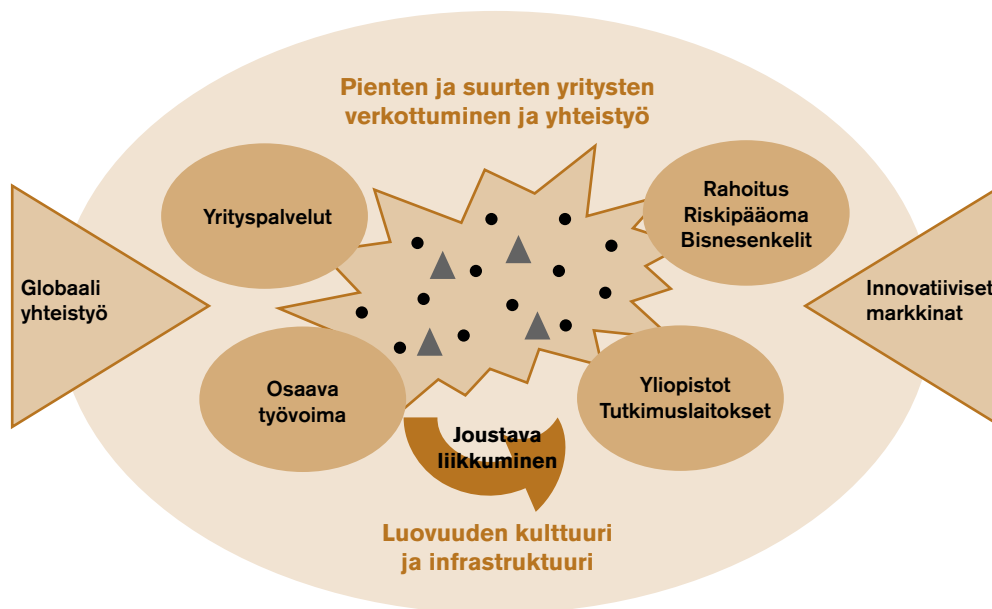 Pienten ja suurten yritysten
verkottuminen ja yhteistyö
Yrityspalvelut
Rahoitus
Riskipääoma
Bisnesenkelit
Globaali
yhteistyö
Innovatiiviset
markkinat
Osaava
työvoima
Yliopistot
Tutkimuslaitokset
Joustava
liikkuminen
Luovuuden kulttuuri
ja infrastruktuuri